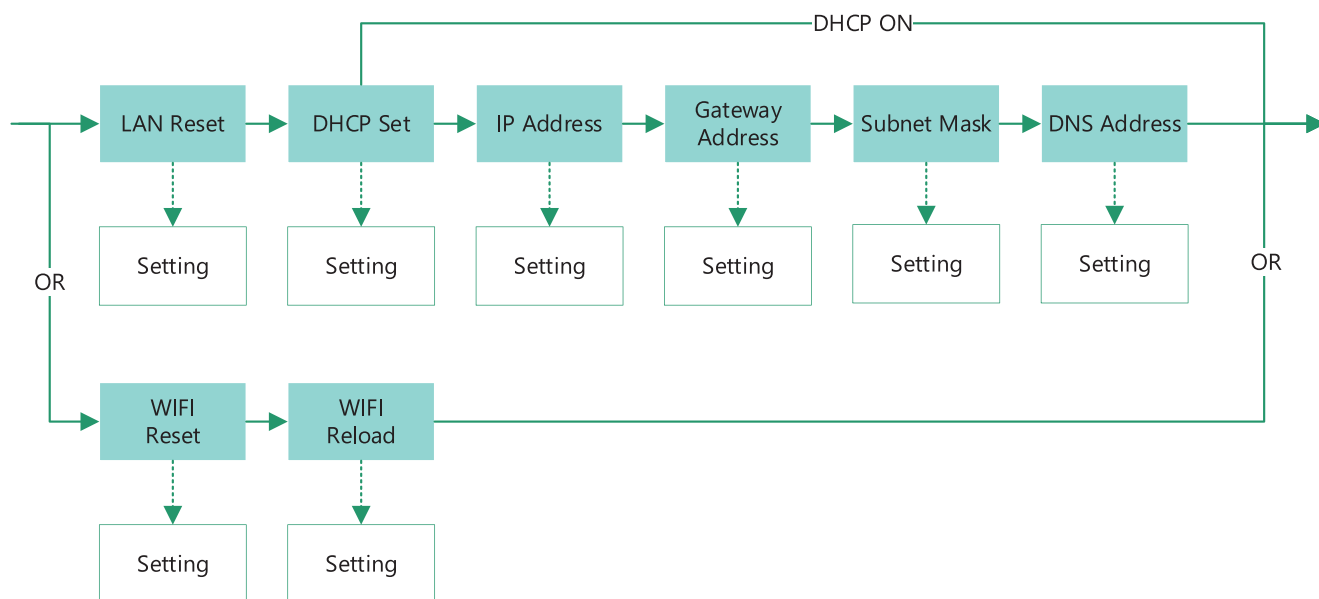 DHCP ON
LAN Reset
DHCP Set
IP Address
Gateway
Address
Subnet Mask
DNS Address
Setting
Setting
Setting
Setting
Setting
Setting
OR
OR
WIFI
Reset
WIFI
Reload
Setting
Setting